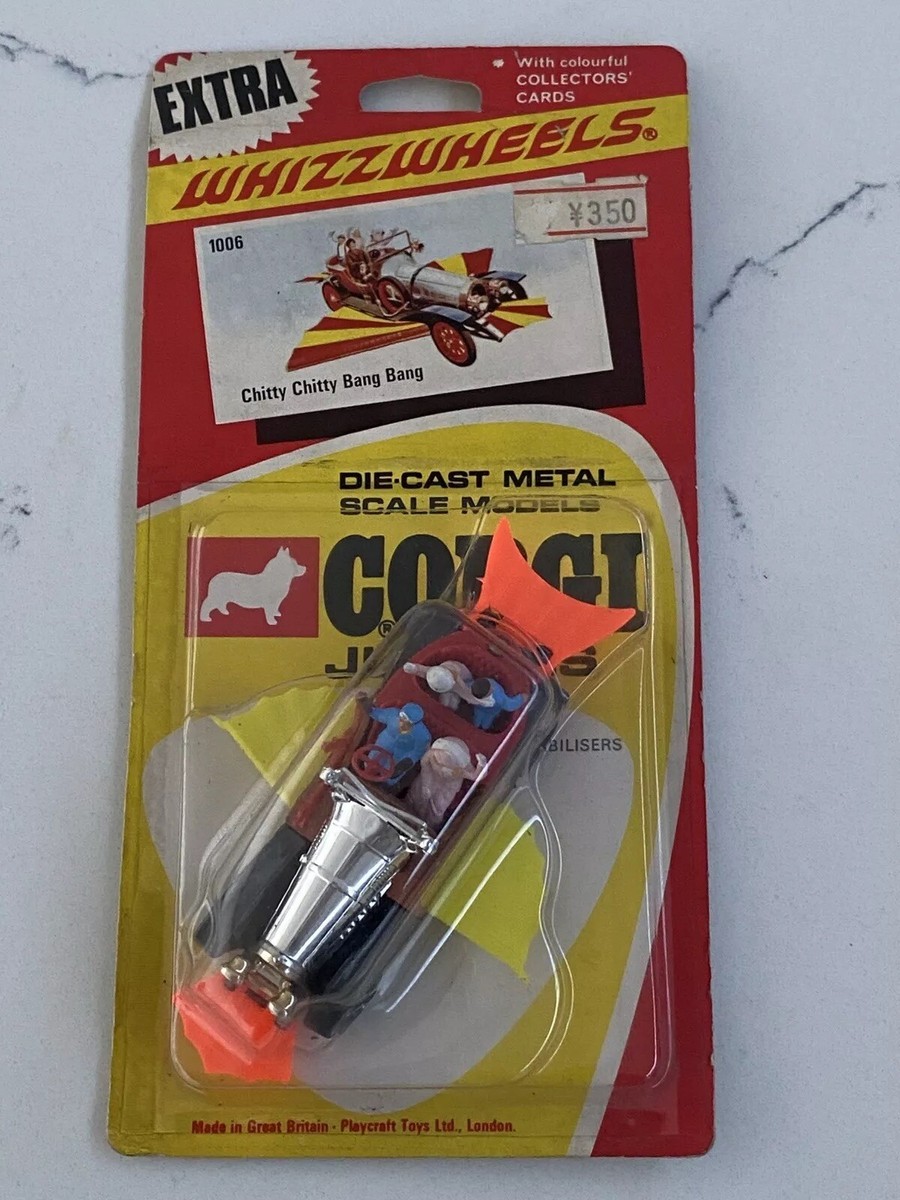 EXTRA
With colourful
COLLECTORS'
CARDS
WHIZZWHEELS®
¥350
1006
Chitty Chitty Bang Bang
DIE-CAST METAL
SCALE MODELS
CORGI
®
Made in Great Britain - Playcraft Toys Ltd., London.